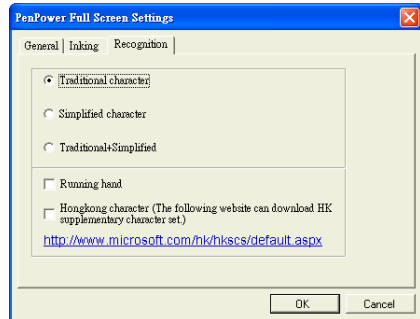 PenPower Full Screen Settings
General Inking Recognition
Traditional character
Simplified character
Traditional+Simplified
Running hand
Hongkong character (The following website can download HK
supplementary character set.)
http://www.microsoft.com/hk/hkscs/default.aspx
OK Cancel